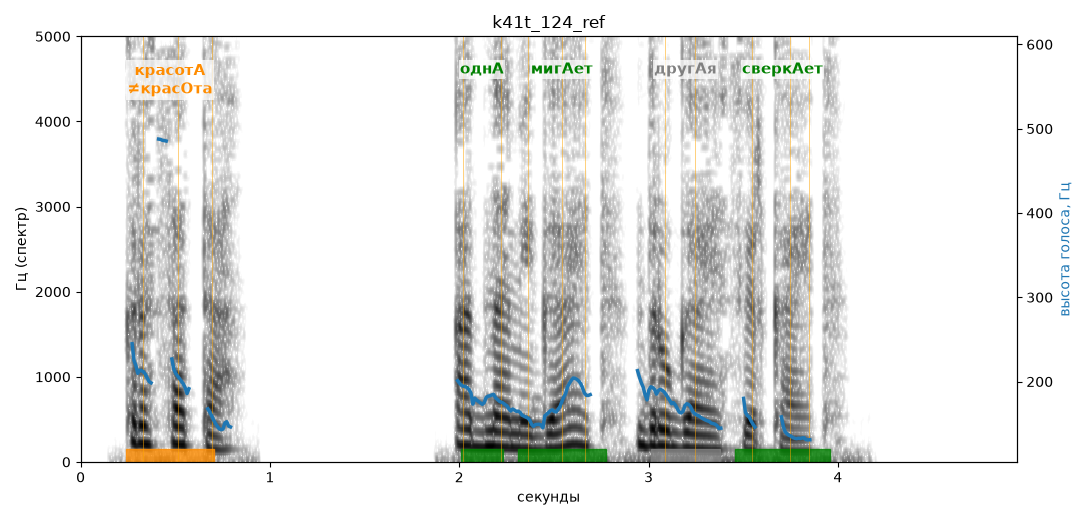 k41t_124_ref
5000
4000
3000
2000
1000
0
Гц (спектр)
красотА
≠красОта
однА
мигАет
другАя
сверкАет
600
500
400
300
200
высота голоса, Гц
0
1
2
3
4
секунды